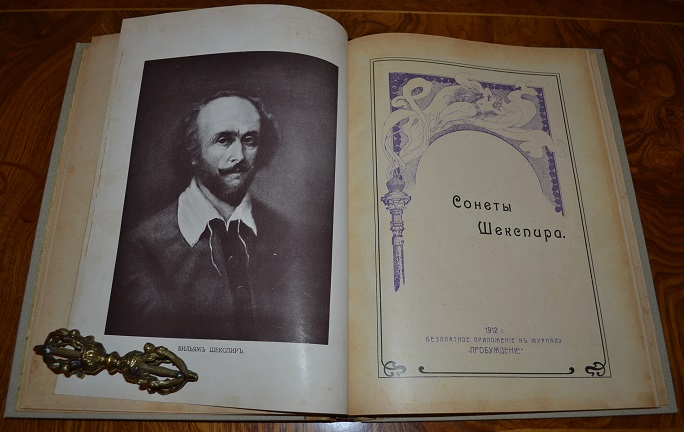 ВИЛЬЯМЪ ШЕКСПИРЪ.
Сонеты
Шекспира.
1912 г.
БЕЗПЛАТНОЕ ПРИЛОЖЕНІЕ КЪ ЖУРНАЛУ
"ПРОБУЖДЕНІЕ"